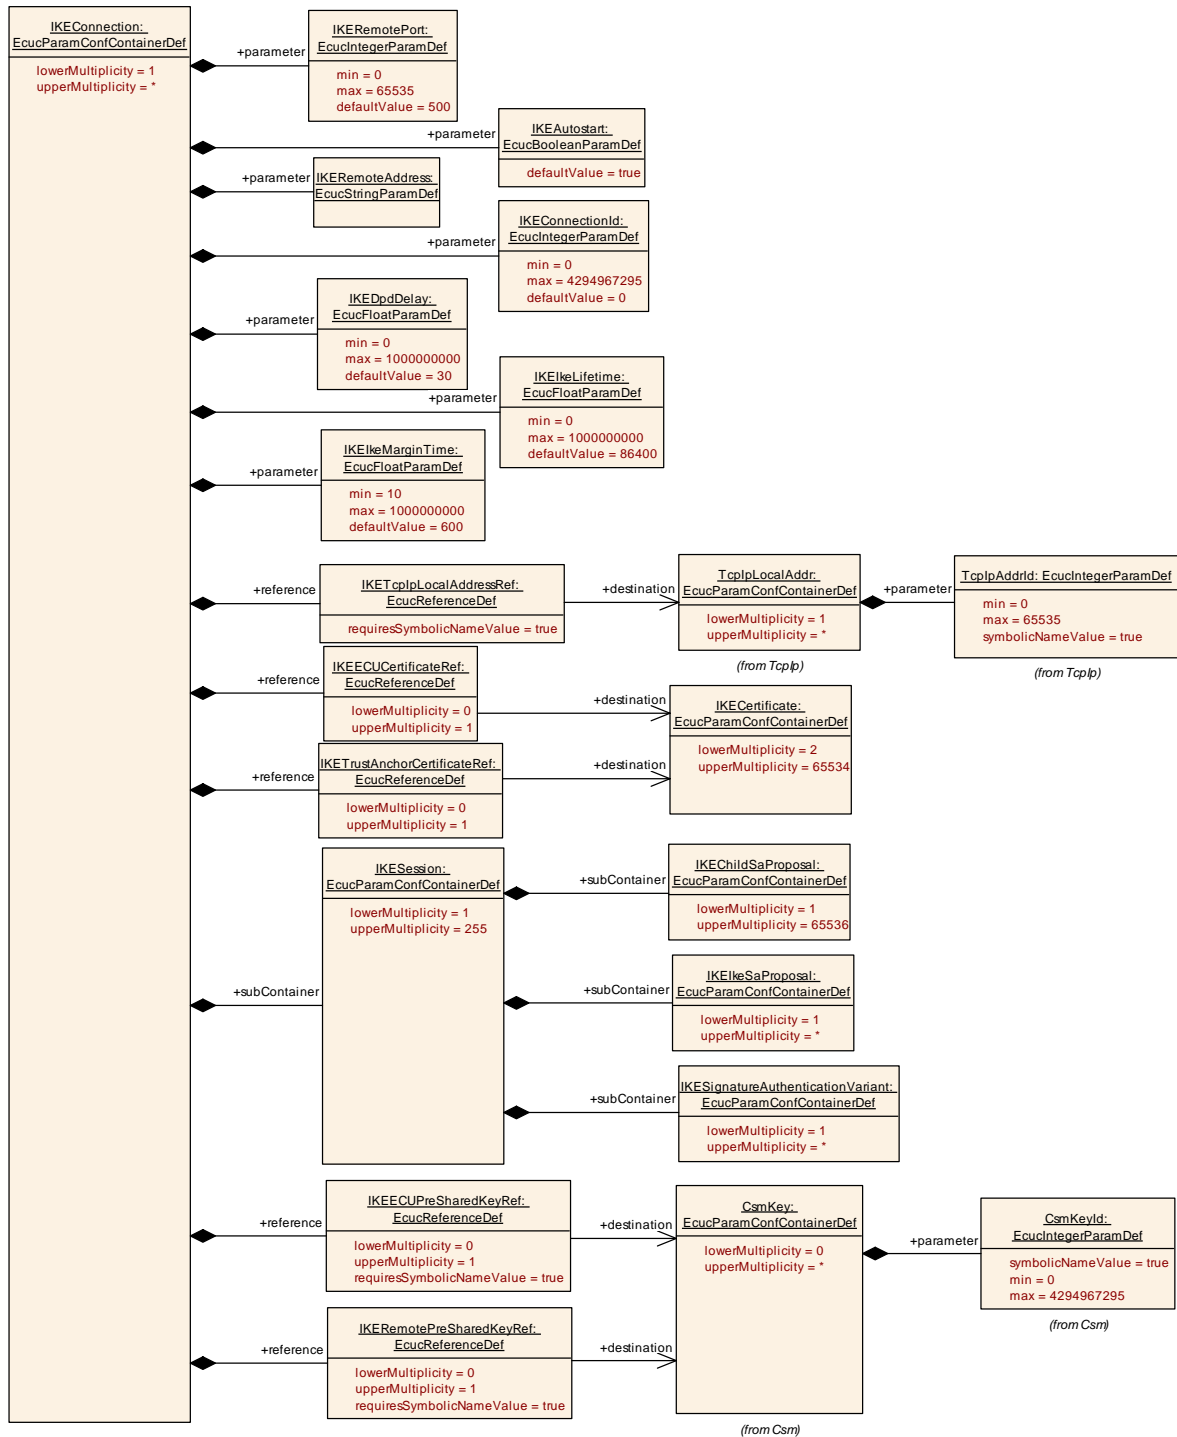 IKEConnection:
EcucParamConfContainerDef
lowerMultiplicity = 1
upperMultiplicity = *
+parameter
IKERemotePort:
EcucIntegerParamDef
min = 0
max = 65535
defaultValue = 500
+parameter
IKEAutostart:
EcucBooleanParamDef
defaultValue = true
+parameter
IKERemoteAddress:
EcucStringParamDef
+parameter
IKEConnectionId:
EcucIntegerParamDef
min = 0
max = 4294967295
defaultValue = 0
+parameter
IKEDpdDelay:
EcucFloatParamDef
min = 0
max = 1000000000
defaultValue = 30
+parameter
IKEIkeLifetime:
EcucFloatParamDef
min = 0
max = 1000000000
defaultValue = 86400
+parameter
IKEIkeMarginTime:
EcucFloatParamDef
min = 10
max = 1000000000
defaultValue = 600
+reference
IKETcpIpLocalAddressRef:
EcucReferenceDef
requiresSymbolicNameValue = true
+destination
TcpIpLocalAddr:
EcucParamConfContainerDef
lowerMultiplicity = 1
upperMultiplicity = *
(from TcpIp)
+parameter
TcpIpAddrId: EcucIntegerParamDef
min = 0
max = 65535
symbolicNameValue = true
(from TcpIp)
+reference
IKEECUCertificateRef:
EcucReferenceDef
lowerMultiplicity = 0
upperMultiplicity = 1
+destination
IKECertificate:
EcucParamConfContainerDef
lowerMultiplicity = 2
upperMultiplicity = 65534
+reference
IKETrustAnchorCertificateRef:
EcucReferenceDef
lowerMultiplicity = 0
upperMultiplicity = 1
+destination
+subContainer
IKESession:
EcucParamConfContainerDef
lowerMultiplicity = 1
upperMultiplicity = 255
+subContainer
IKEChildSaProposal:
EcucParamConfContainerDef
lowerMultiplicity = 1
upperMultiplicity = 65536
+subContainer
IKEIkeSaProposal:
EcucParamConfContainerDef
lowerMultiplicity = 1
upperMultiplicity = *
+subContainer
IKESignatureAuthenticationVariant:
EcucParamConfContainerDef
lowerMultiplicity = 1
upperMultiplicity = *
+reference
IKEECUPreSharedKeyRef:
EcucReferenceDef
lowerMultiplicity = 0
upperMultiplicity = 1
requiresSymbolicNameValue = true
+destination
CsmKey:
EcucParamConfContainerDef
lowerMultiplicity = 0
upperMultiplicity = *
(from Csm)
+parameter
CsmKeyId:
EcucIntegerParamDef
symbolicNameValue = true
min = 0
max = 4294967295
(from Csm)
+reference
IKERemotePreSharedKeyRef:
EcucReferenceDef
lowerMultiplicity = 0
upperMultiplicity = 1
requiresSymbolicNameValue = true
+destination